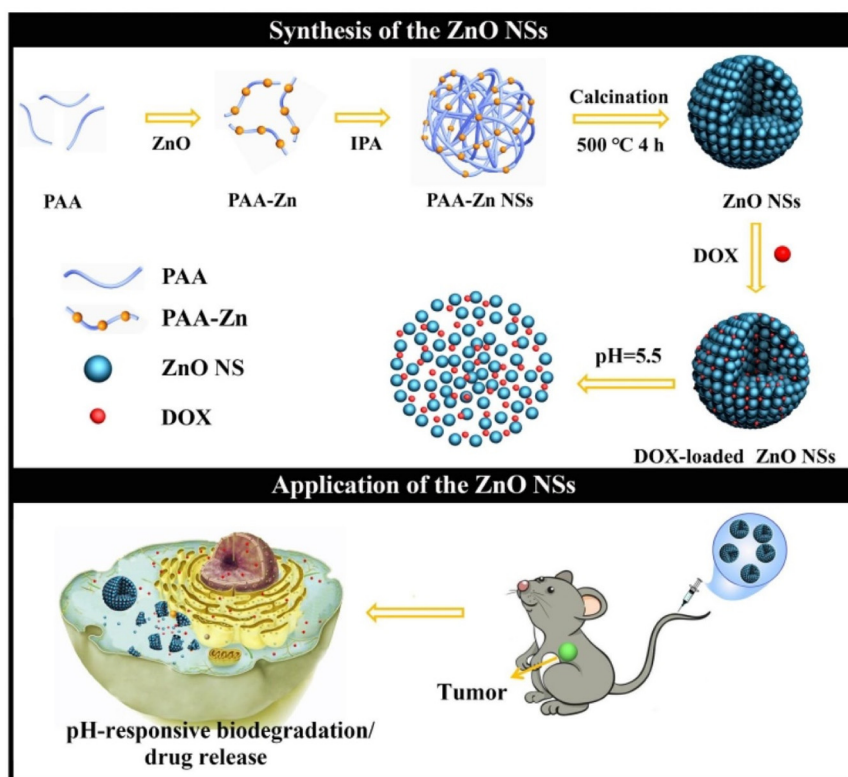 Synthesis of the ZnO NSs
PAA
ZnO
PAA-Zn
IPA
PAA-Zn NSs
Calcination
500 °C 4 h
ZnO NSs
DOX
PAA
PAA-Zn
ZnO NS
DOX
pH=5.5
DOX-loaded ZnO NSs
Application of the ZnO NSs
pH-responsive biodegradation/
drug release
Tumor